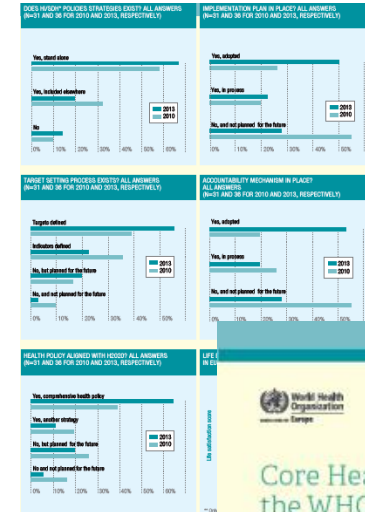 DOES HI/SDH* POLICIES STRATEGIES EXIST? ALL ANSWERS
(N=31 AND 36 FOR 2010 AND 2013, RESPECTIVELY)
Yes, stand alone
Yes, included elsewhere
No
2013
2010
0% 10% 20% 30% 40% 50% 60%
IMPLEMENTATION PLAN IN PLACE? ALL ANSWERS
(N=31 AND 36 FOR 2010 AND 2013, RESPECTIVELY)
Yes, adopted
Yes, in process
No, and not planned for the future
2013
2010
0% 10% 20% 30% 40% 50%
TARGET SETTING PROCESS EXISTS? ALL ANSWERS
(N=31 AND 36 FOR 2010 AND 2013, RESPECTIVELY)
Targets defined
Indicators defined
No, but planned for the future
No, and not planned for the future
2013
2010
0% 10% 20% 30% 40% 50%
ACCOUNTABILITY MECHANISM IN PLACE?
ALL ANSWERS
(N=31 AND 36 FOR 2010 AND 2013, RESPECTIVELY)
Yes, adopted
Yes, in process
No, and not planned for the future
2013
2010
0% 10% 20% 30% 40% 50%
HEALTH POLICY ALIGNED WITH H2020? ALL ANSWERS
(N=31 AND 36 FOR 2010 AND 2013, RESPECTIVELY)
Yes, comprehensive health policy
Yes, another strategy
No, but planned for the future
No and not planned for the future
2013
2010
0% 10% 20% 30% 40% 50% 60%
LIFE
IN EU
Life satisfaction score
World Health
Organization
Europe
Core Hea
the WHO